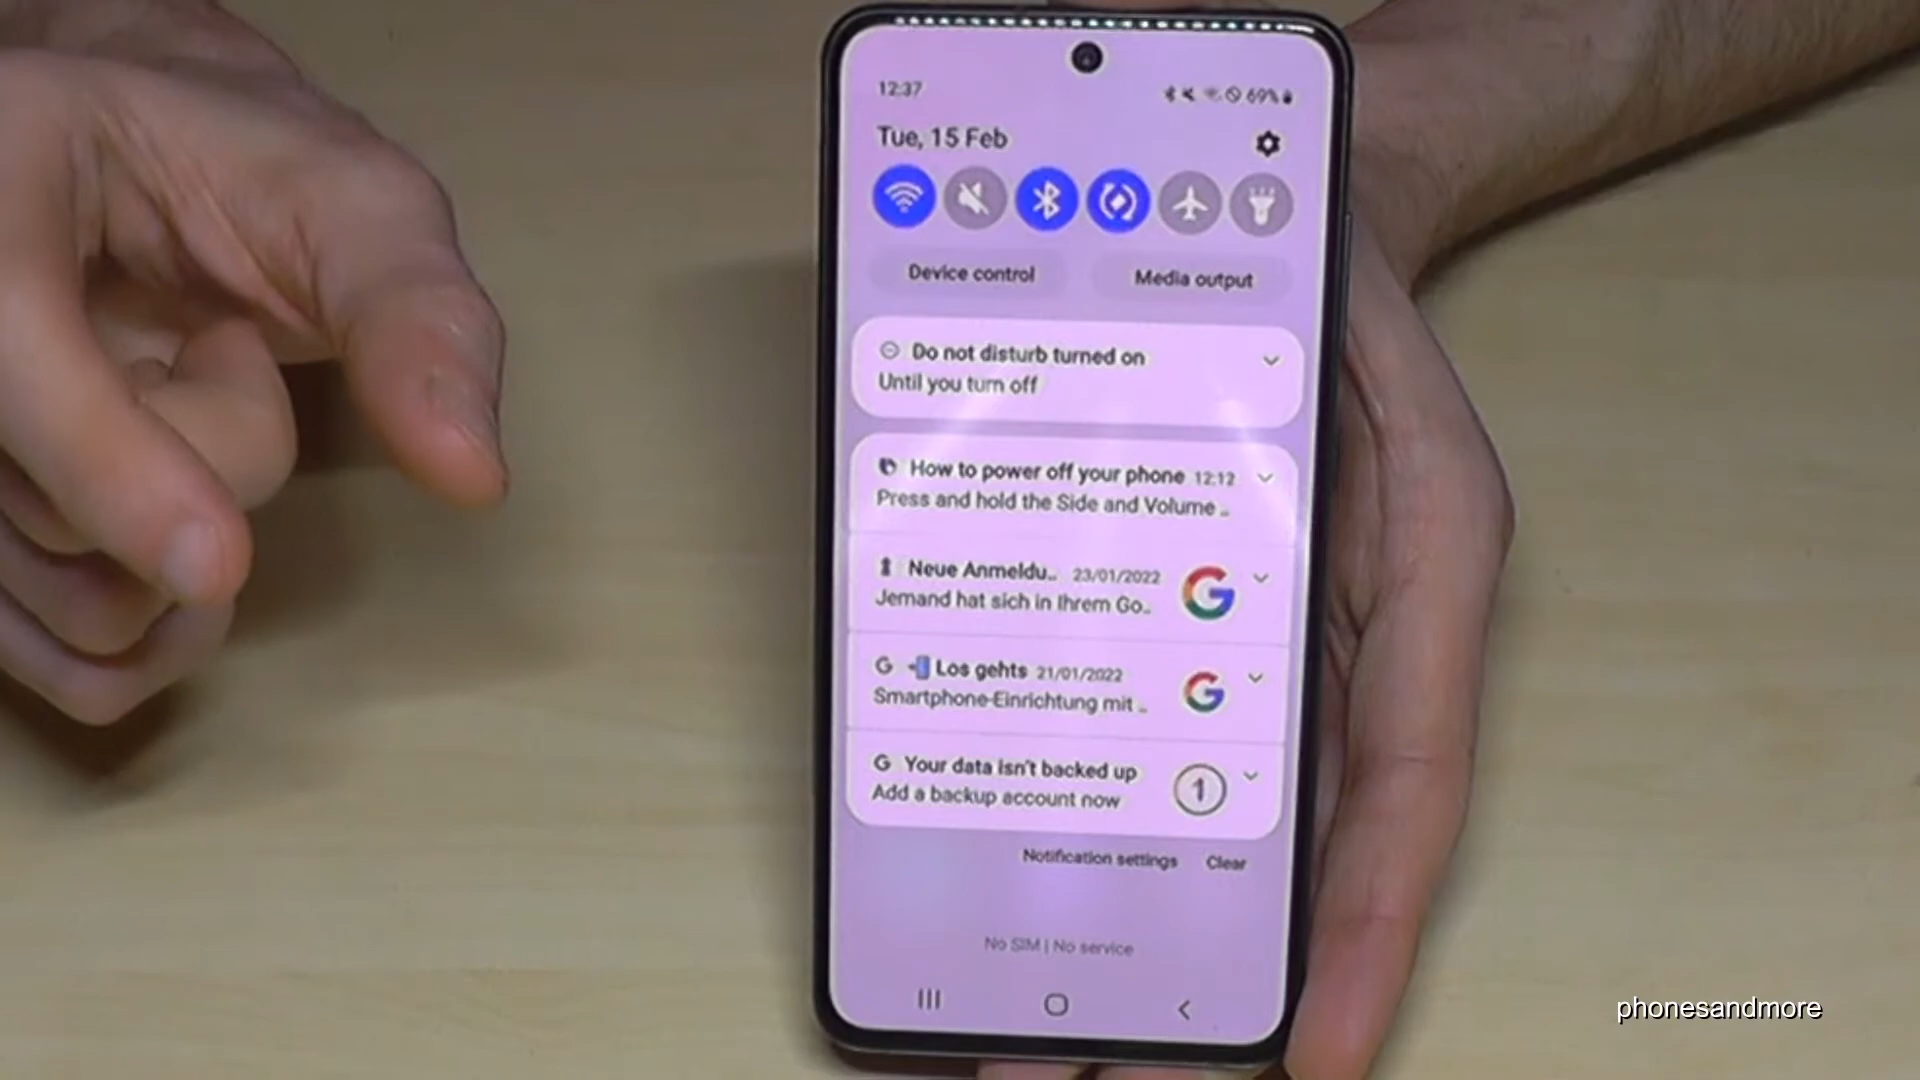 12:37
69%
Tue, 15 Feb
Device control
Media output
Do not disturb turned on
Until you turn off
How to power off your phone 12:12
Press and hold the Side and Volume ..
Neue Anmeldu.. 23/01/2022
Jemand hat sich in Ihrem Go..
G Los gehts 21/01/2022
G
Smartphone-Einrichtung mit ..
G Your data isn't backed up
1
Add a backup account now
Notification settings Clear
No SIM | No service
phonesandmore